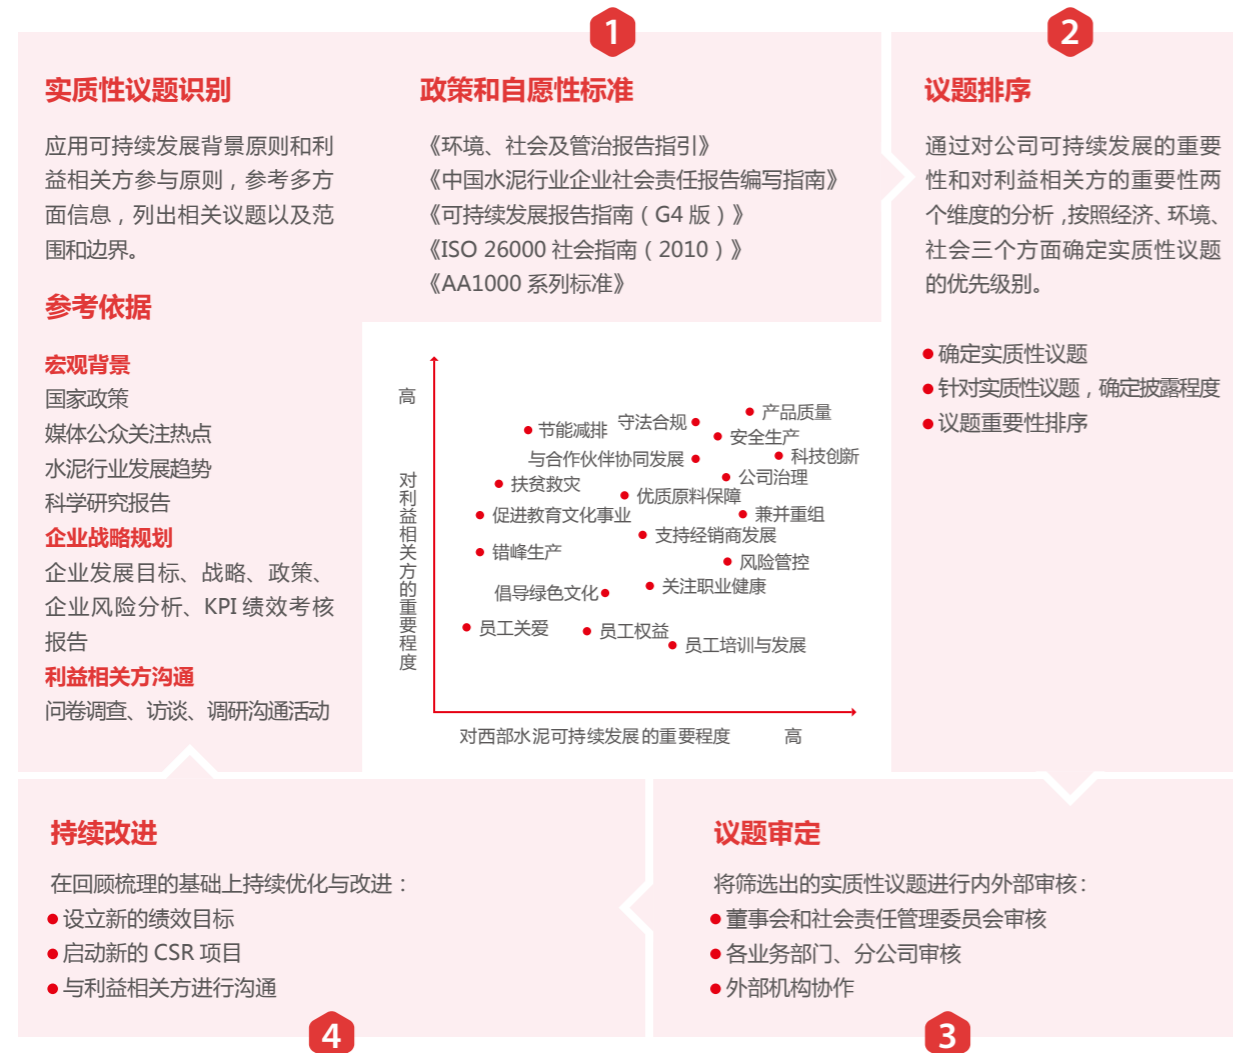 1
实质性议题识别
应用可持续发展背景原则和利
益相关方参与原则，参考多方
面信息，列出相关议题以及范
围和边界。
参考依据
宏观背景
国家政策
媒体公众关注热点
水泥行业发展趋势
科学研究报告
企业战略规划
企业发展目标、战略、政策、
企业风险分析、KPI 绩效考核
报告
利益相关方沟通
问卷调查、访谈、调研沟通活动
政策和自愿性标准
《环境、社会及管治报告指引》
《中国水泥行业企业社会责任报告编写指南》
《可持续发展报告指南（G4 版）》
《ISO 26000 社会指南（2010）》
《AA1000 系列标准》
高
对利益相关方的重要程度
产品质量
守法合规
节能减排
安全生产
科技创新
与合作伙伴协同发展
公司治理
扶贫救灾
优质原料保障
促进教育文化事业
兼并重组
支持经销商发展
错峰生产
风险管控
关注职业健康
倡导绿色文化
员工关爱
员工权益
员工培训与发展
对西部水泥可持续发展的重要程度
高
2
议题排序
通过对公司可持续发展的重要
性和对利益相关方的重要性两
个维度的分析，按照经济、环境、
社会三个方面确定实质性议题
的优先级别。
确定实质性议题
针对实质性议题，确定披露程度
议题重要性排序
议题审定
将筛选出的实质性议题进行内外部审核：
董事会和社会责任管理委员会审核
各业务部门、分公司审核
外部机构协作
3
持续改进
在回顾梳理的基础上持续优化与改进：
设立新的绩效目标
启动新的 CSR 项目
与利益相关方进行沟通
4